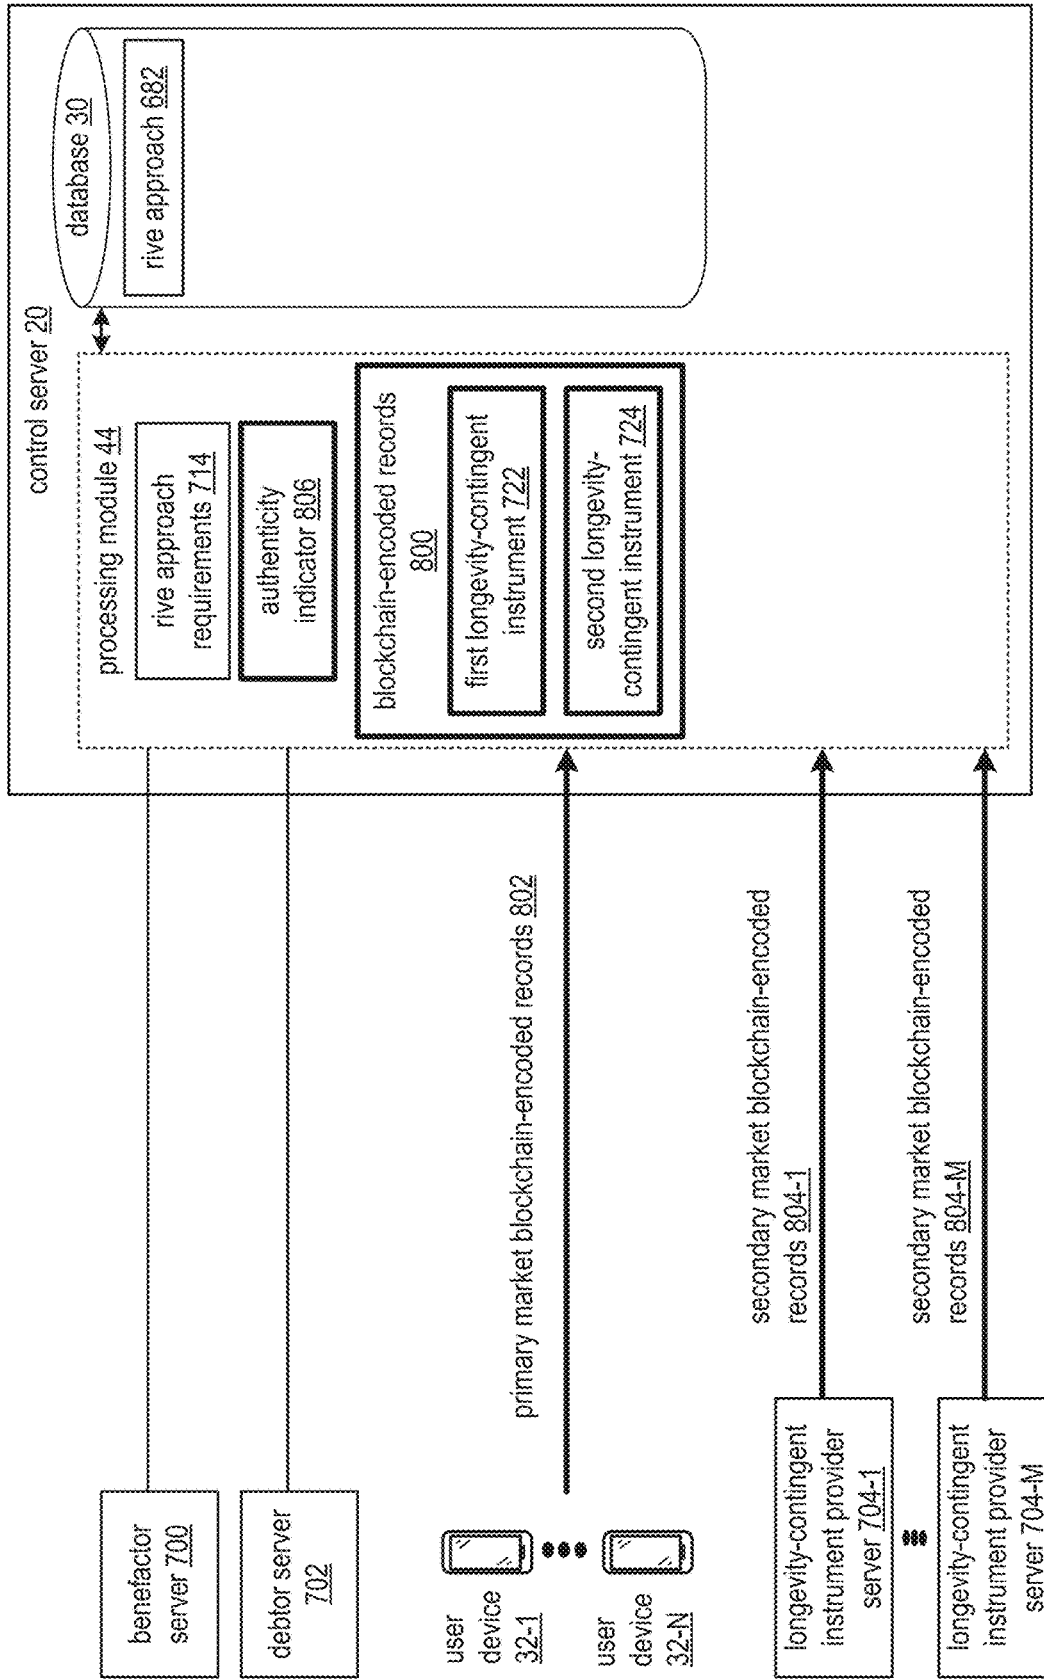 control server 20
processing module 44
database 30
rive approach
requirements 714
rive approach 682
authenticity
indicator 806
blockchain-encoded records
800
first longevity-contingent
instrument 722
second longevity-
contingent instrument 724
benefactor
server 700
debtor server
702
user
device
32-1
user
device
32-N
primary market blockchain-encoded records 802
longevity-contingent
instrument provider
server 704-1
secondary market blockchain-encoded
records 804-1
longevity-contingent
instrument provider
server 704-M
secondary market blockchain-encoded
records 804-M